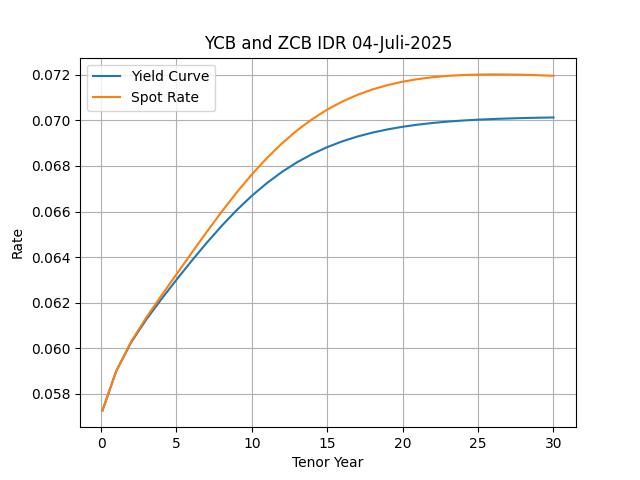 YCB and ZCB IDR 04-Juli-2025
Yield Curve
Spot Rate
0.072
0.070
0.068
0.066
0.064
0.062
0.060
0.058
Rate
0 5 10 15 20 25 30
Tenor Year